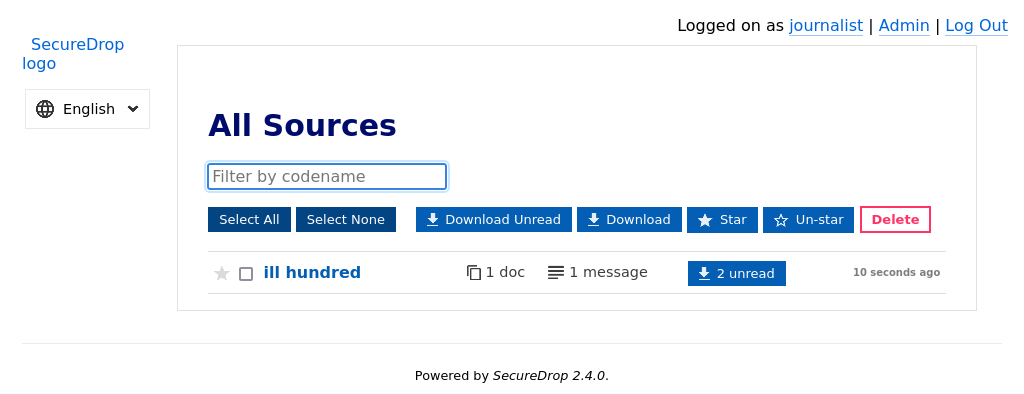 Logged on as journalist | Admin | Log Out
SecureDrop
logo
English
All Sources
Filter by codename
Select All Select None Download Unread Download Star Un-star Delete
ill hundred 1 doc 1 message 2 unread 10 seconds ago
Powered by SecureDrop 2.4.0.